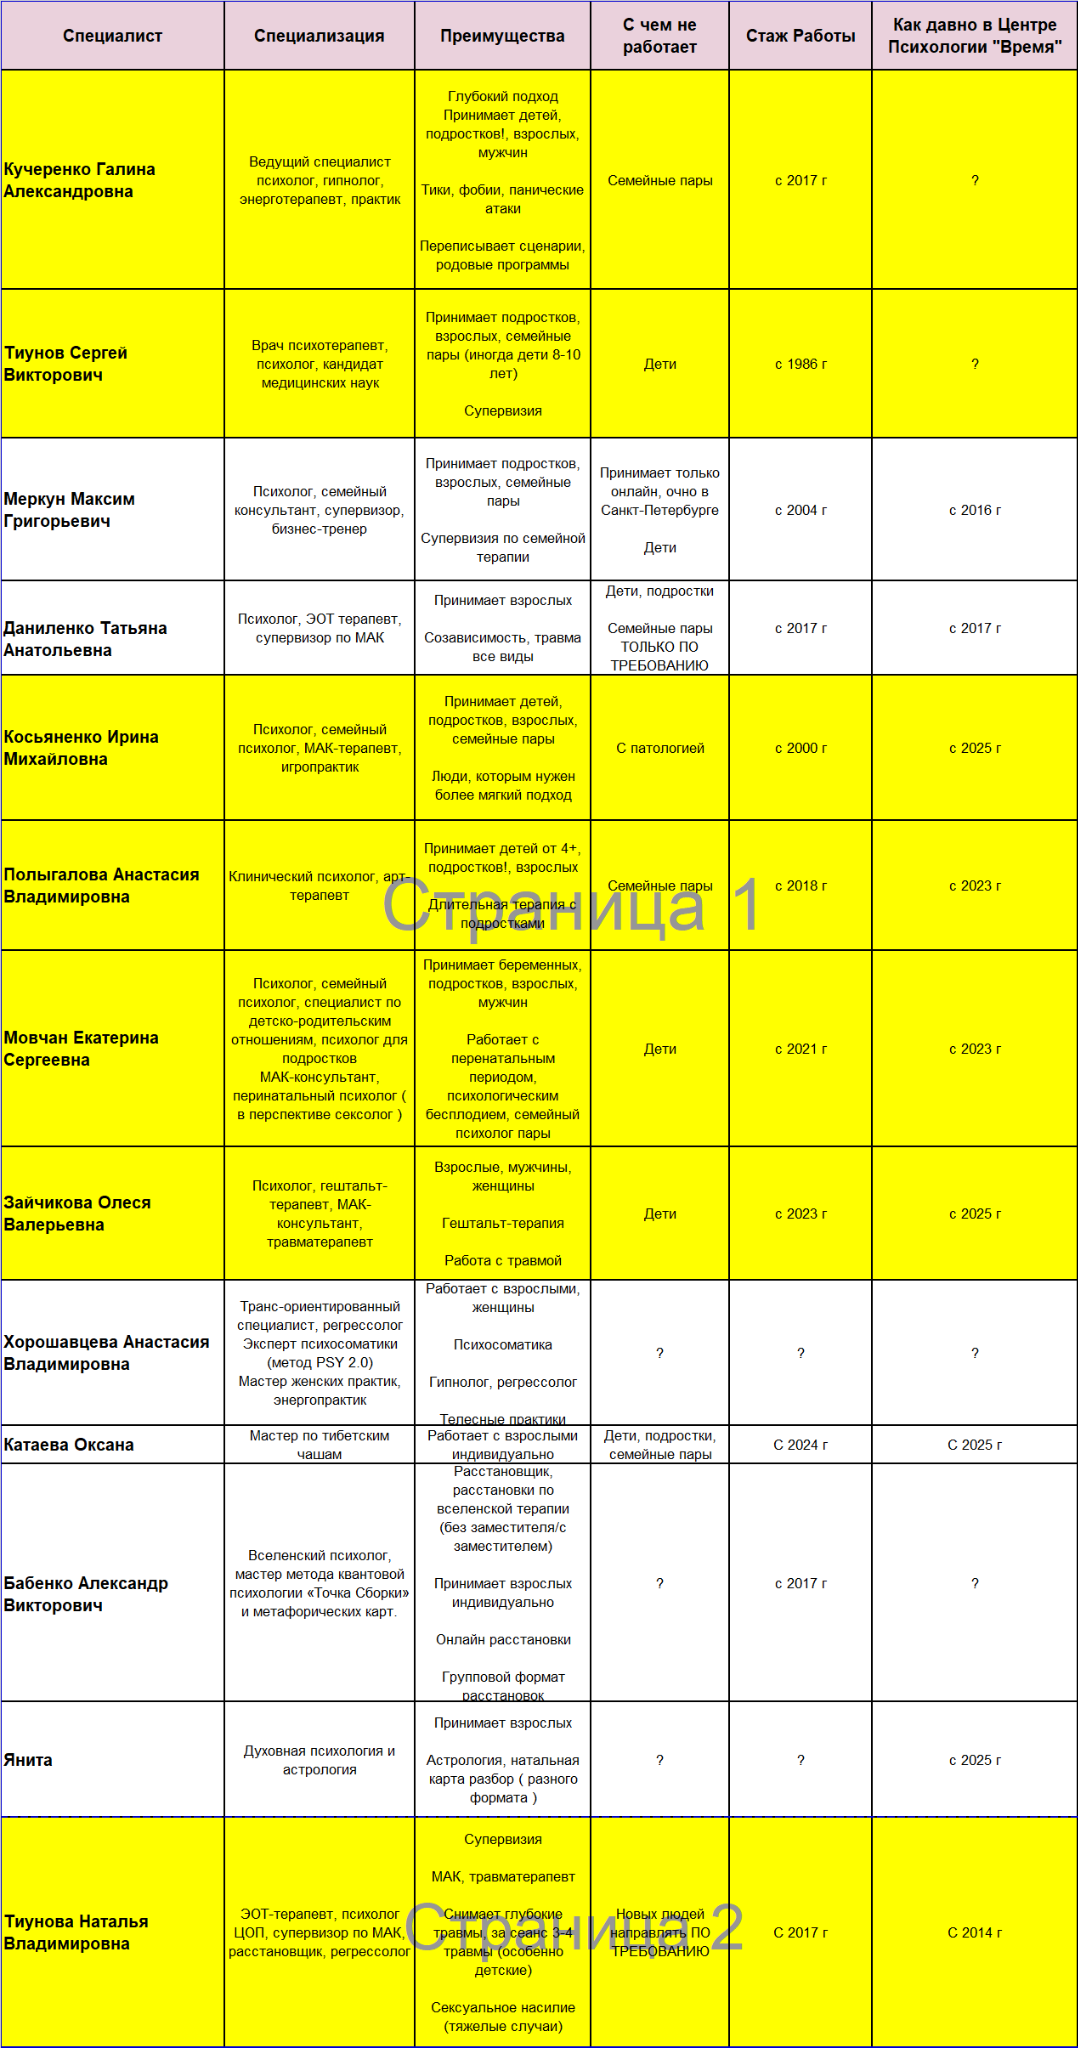 Специалист
Специализация
Преимущества
С чем не
работает
Стаж Работы
Как давно в Центре
Психологии "Время"
Кучеренко Галина
Александровна
Ведущий специалист
психолог, гипнолог,
энерготерапевт, практик
Глубокий подход
Принимает детей,
подростков!, взрослых,
мужчин
Тики, фобии, панические
атаки
Переписывает сценарии,
родовые программы
Семейные пары
с 2017 г
?
Тиунов Сергей
Викторович
Врач психотерапевт,
психолог, кандидат
медицинских наук
Принимает подростков,
взрослых, семейные
пары (иногда дети 8-10
лет)
Супервизия
Дети
с 1986 г
?
Меркун Максим
Григорьевич
Психолог, семейный
консультант, супервизор,
бизнес-тренер
Принимает подростков,
взрослых, семейные
пары
Супервизия по семейной
терапии
Принимает только
онлайн, очно в
Санкт-Петербурге
Дети
с 2004 г
с 2016 г
Даниленко Татьяна
Анатольевна
Психолог, ЭОТ терапевт,
супервизор по МАК
Принимает взрослых
Созависимость, травма
все виды
Дети, подростки
Семейные пары
ТОЛЬКО ПО
ТРЕБОВАНИЮ
с 2017 г
с 2017 г
Косьяненко Ирина
Михайловна
Психолог, семейный
психолог, МАК-терапевт,
игропрактик
Принимает детей,
подростков, взрослых,
семейные пары
Люди, которым нужен
более мягкий подход
С патологией
с 2000 г
с 2025 г
Полыгалова Анастасия
Владимировна
Клинический психолог, арт-
терапевт
Принимает детей от 4+,
подростков!, взрослых
Длительная терапия с
подростками
Семейные пары
с 2018 г
с 2023 г
Страница 1
Мовчан Екатерина
Сергеевна
Психолог, семейный
психолог, специалист по
детско-родительским
отношениям, психолог для
подростков
МАК-консультант,
перинатальный психолог (
в перспективе сексолог )
Принимает беременных,
подростков, взрослых,
мужчин
Работает с
перенатальным
периодом,
психологическим
бесплодием, семейный
психолог пары
Дети
с 2021 г
с 2023 г
Зайчикова Олеся
Валерьевна
Психолог, гештальт-
терапевт, МАК-
консультант,
травматерапевт
Взрослые, мужчины,
женщины
Гештальт-терапия
Работа с травмой
Дети
с 2023 г
с 2025 г
Хорошавцева Анастасия
Владимировна
Транс-ориентированный
специалист, регрессолог
Эксперт психосоматики
(метод PSY 2.0)
Мастер женских практик,
энергопрактик
Работает с взрослыми,
женщины
Психосоматика
Гипнолог, регрессолог
Телесные практики
?
?
?
Катаева Оксана
Мастер по тибетским
чашам
Работает с взрослыми
индивидуально
Дети, подростки,
семейные пары
С 2024 г
С 2025 г
Бабенко Александр
Викторович
Вселенский психолог,
мастер метода квантовой
психологии «Точка Сборки»
и метафорических карт.
Расстановщик,
расстановки по
вселенской терапии
(без заместителя/с
заместителем)
Принимает взрослых
индивидуально
Онлайн расстановки
Групповой формат
расстановок
?
с 2017 г
?
Янита
Духовная психология и
астрология
Принимает взрослых
Астрология, натальная
карта разбор ( разного
формата )
?
?
с 2025 г
Тиунова Наталья
Владимировна
ЭОТ-терапевт, психолог
ЦОП, супервизор по МАК,
расстановщик, регрессолог
Супервизия
МАК, травматерапевт
Снимает глубокие
травмы, за сеанс 3-4
травмы (особенно
детские)
Сексуальное насилие
(тяжелые случаи)
Новых людей
направлять ПО
ТРЕБОВАНИЮ
С 2017 г
С 2014 г
Страница 2